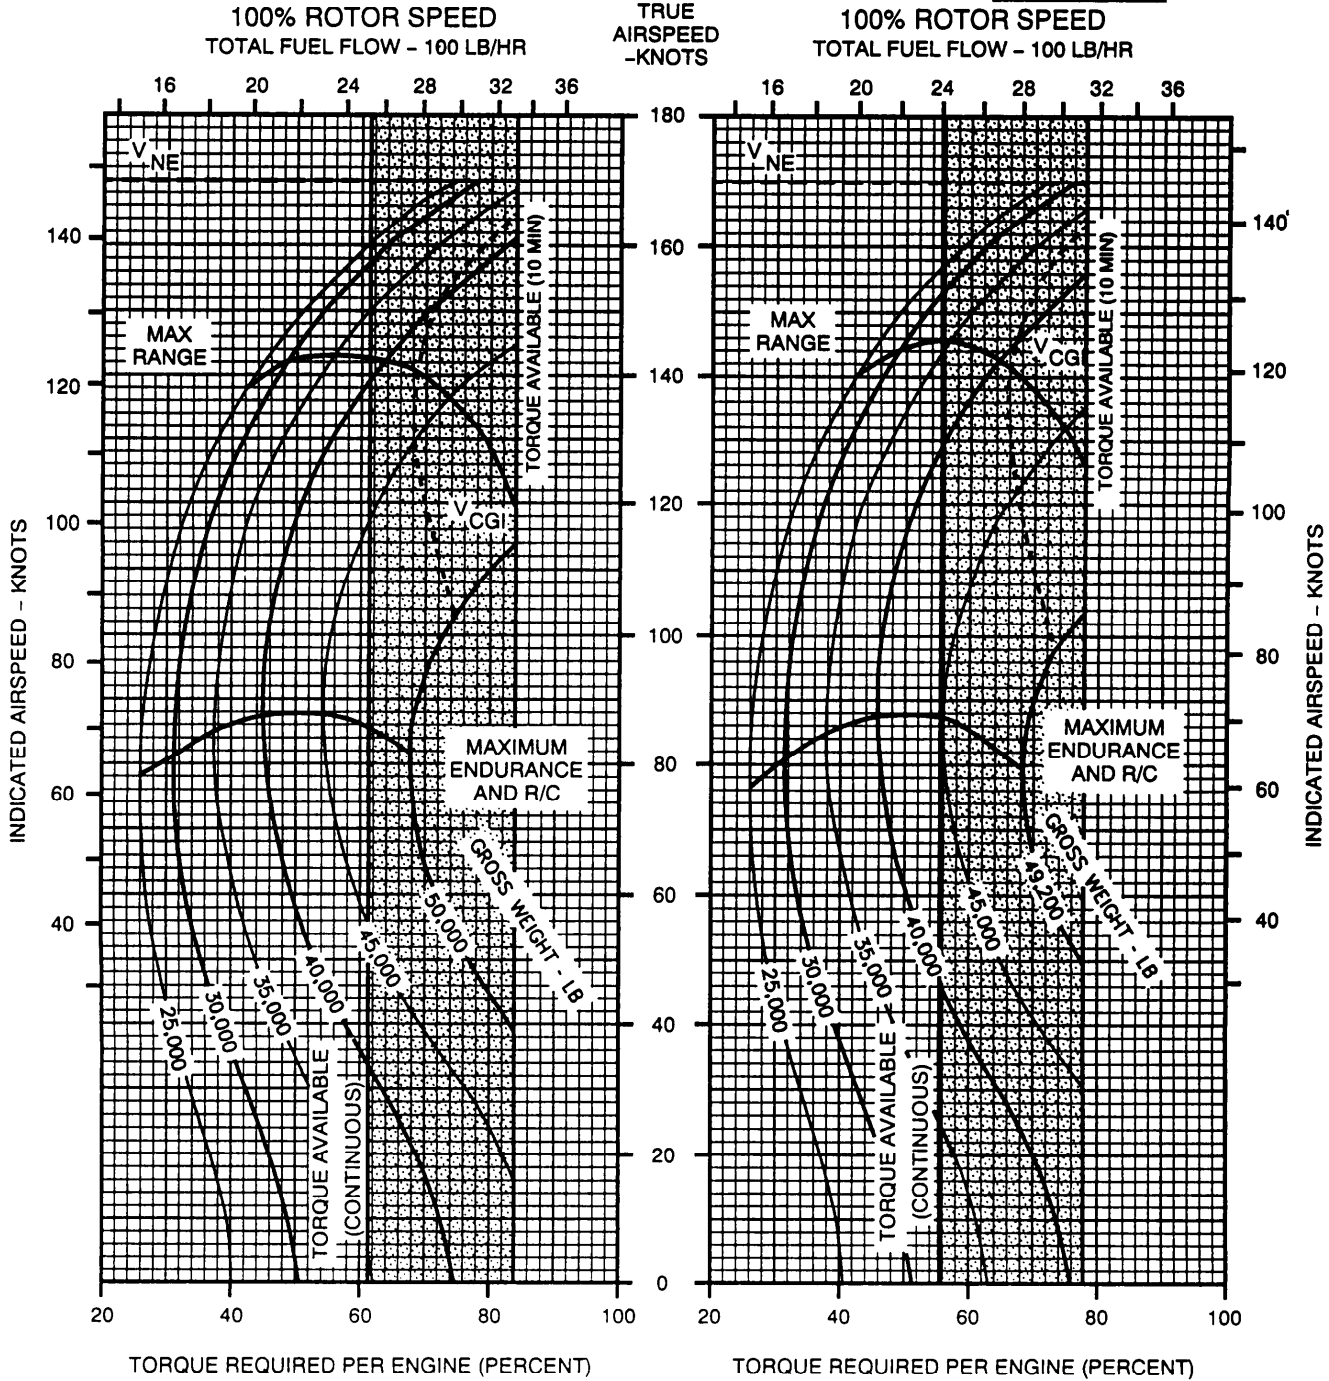 100% ROTOR SPEED
TOTAL FUEL FLOW – 100 LB/HR
16 20 24 28 32 36
TRUE
AIRSPEED
–KNOTS
100% ROTOR SPEED
TOTAL FUEL FLOW – 100 LB/HR
16 20 24 28 32 36
INDICATED AIRSPEED – KNOTS
140
120
100
80
60
40
V NE
MAX
RANGE
TORQUE AVAILABLE (10 MIN)
V CGI
MAXIMUM
ENDURANCE
AND R/C
GROSS WEIGHT - LB
50,000
45,000
40,000
35,000
30,000
25,000
TORQUE AVAILABLE
(CONTINUOUS)
20 40 60 80 100
TORQUE REQUIRED PER ENGINE (PERCENT)
180
160
140
120
100
80
60
40
20
0
V NE
MAX
RANGE
V CGI
TORQUE AVAILABLE (10 MIN)
MAXIMUM
ENDURANCE
AND R/C
GROSS WEIGHT - LB
49,200
45,000
40,000
35,000
30,000
25,000
TORQUE AVAILABLE
(CONTINUOUS)
20 40 60 80 100
TORQUE REQUIRED PER ENGINE (PERCENT)
140
120
100
80
60
40
INDICATED AIRSPEED – KNOTS